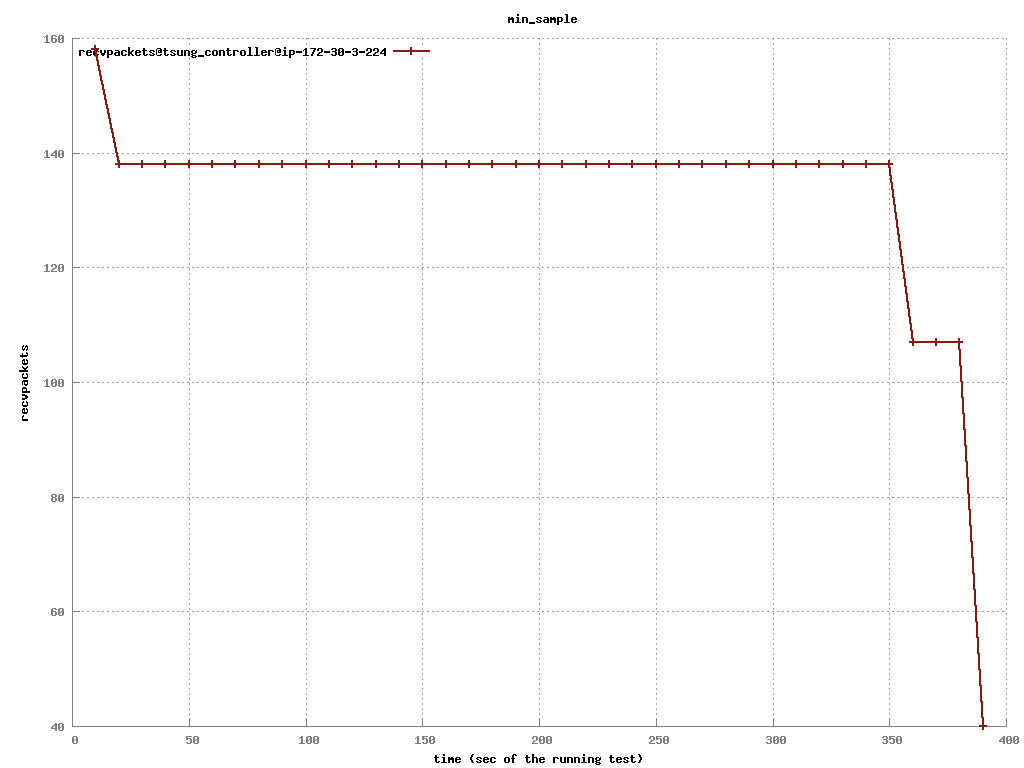 min_sample
recvpackets@tsung_controller@ip-172-30-3-224
160
140
120
100
80
60
40
recvpackets
0 50 100 150 200 250 300 350 400
time (sec of the running test)